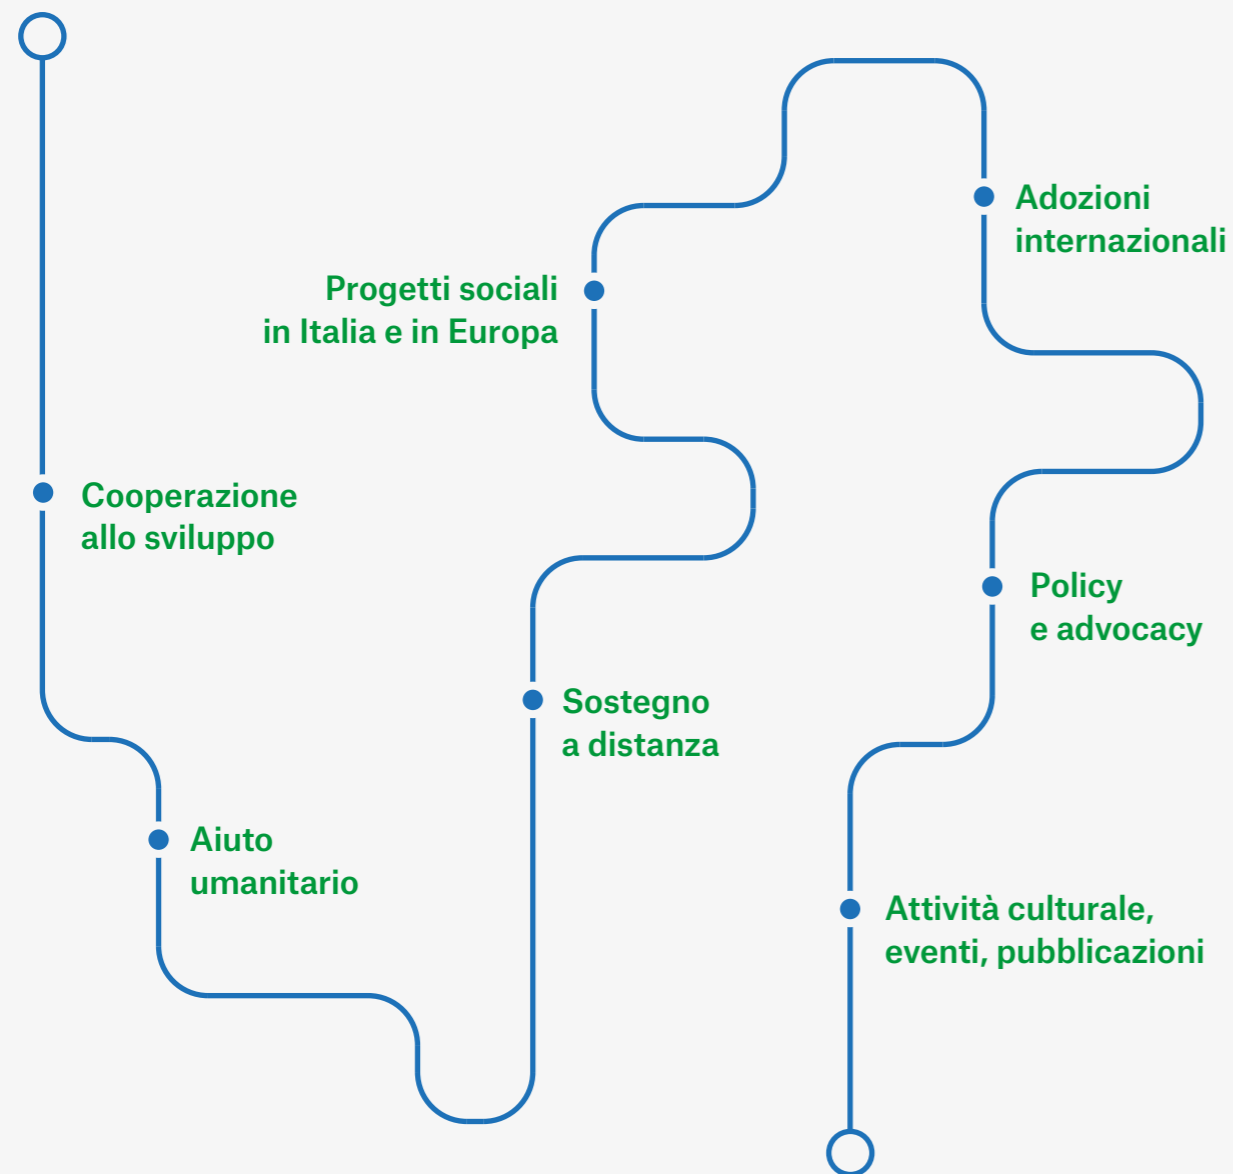 Cooperazione
allo sviluppo
Aiuto
umanitario
Sostegno
a distanza
Progetti sociali
in Italia e in Europa
Adozioni
internazionali
Policy
e advocacy
Attività culturale,
eventi, pubblicazioni